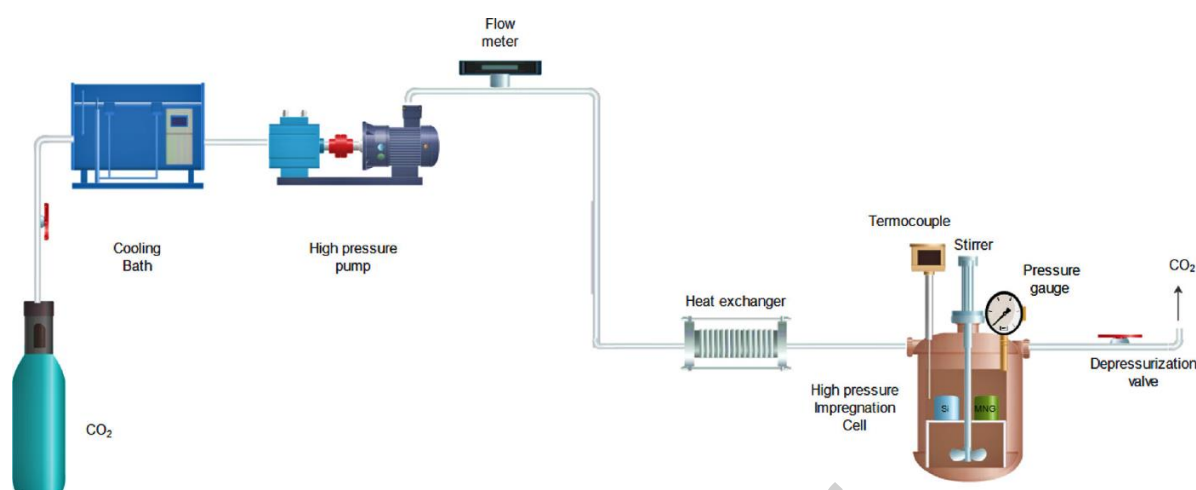 Flow
meter
Cooling
Bath
High pressure
pump
CO₂
Heat exchanger
Termocouple
Stirrer
Pressure
gauge
CO₂
Depressurization
valve
High pressure
Impregnation
Cell
Si
MNG